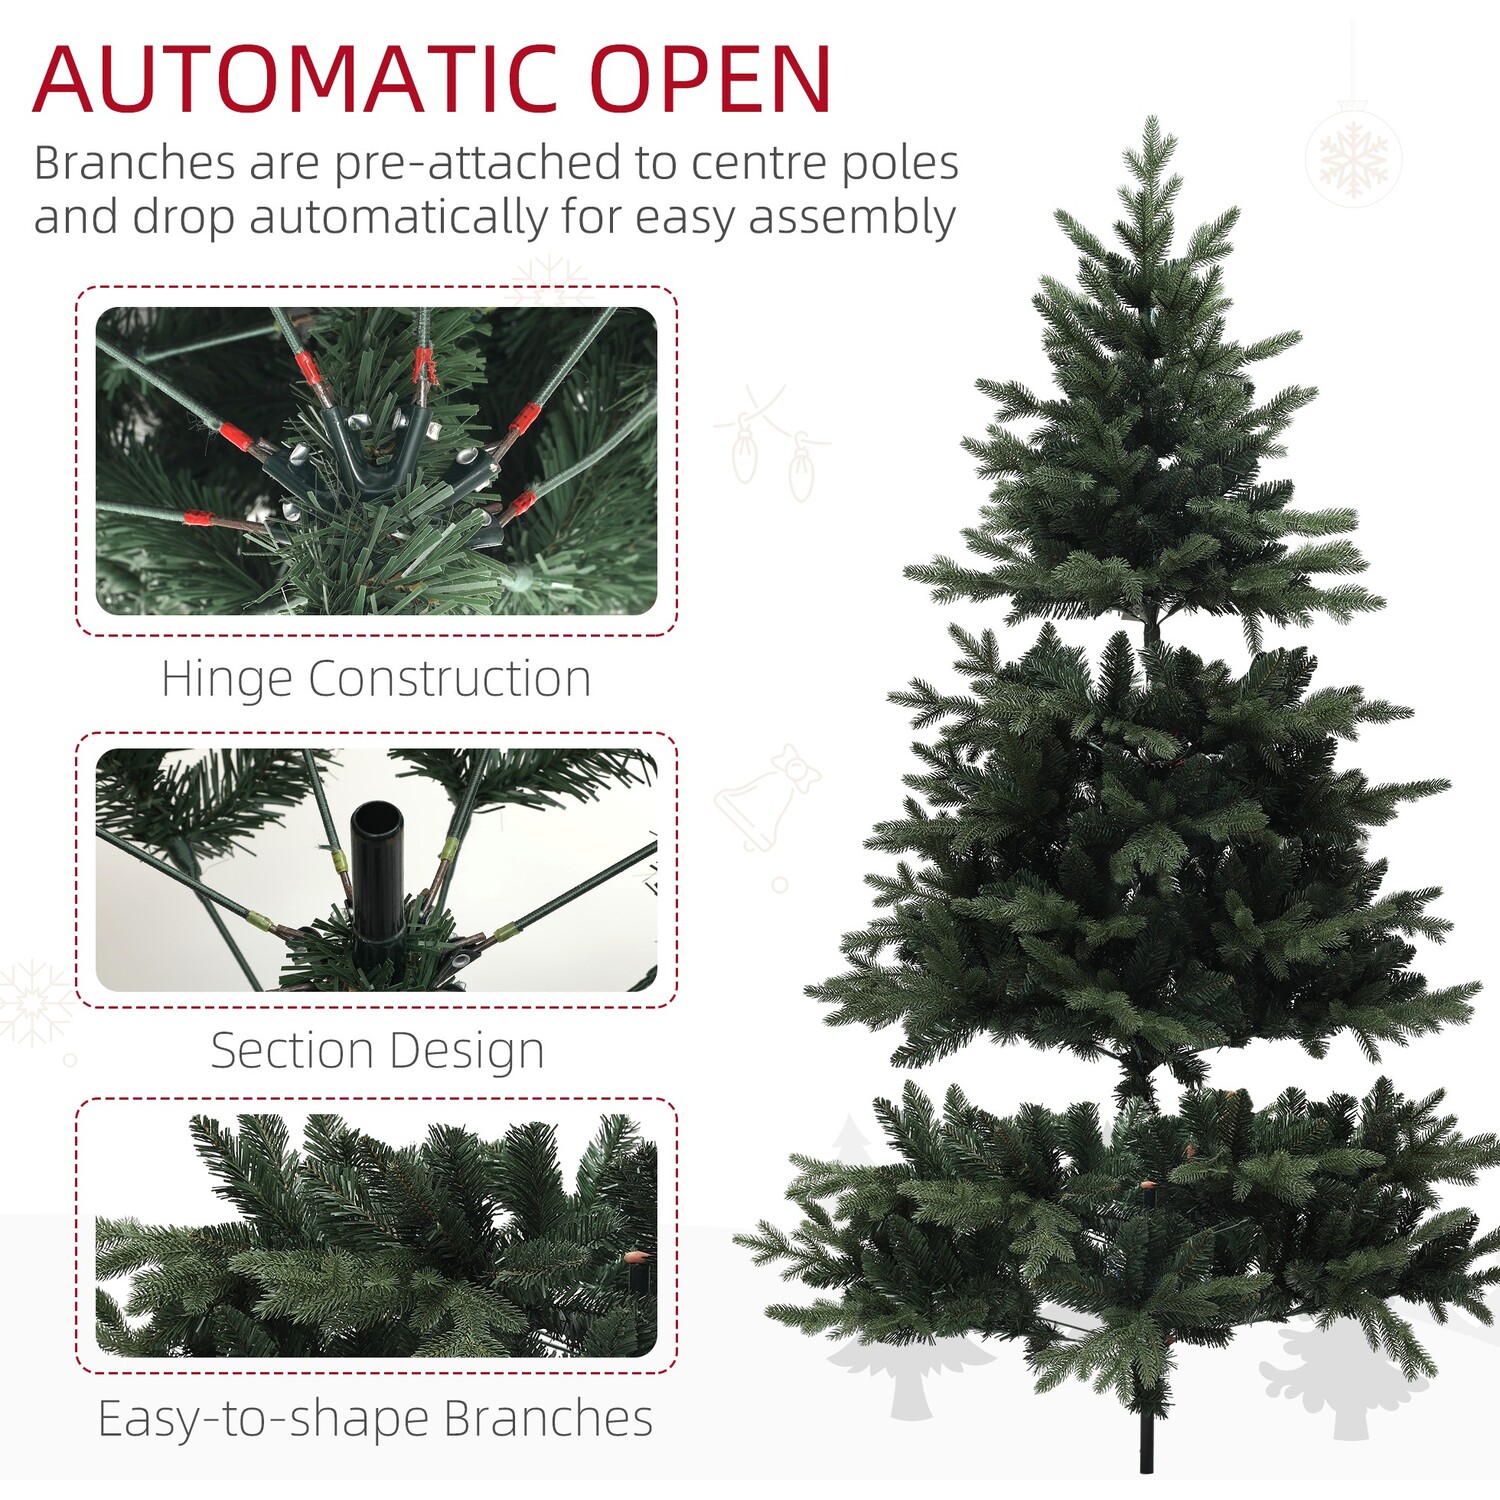 AUTOMATIC OPEN
Branches are pre-attached to centre poles
and drop automatically for easy assembly
Hinge Construction
Section Design
Easy-to-shape Branches